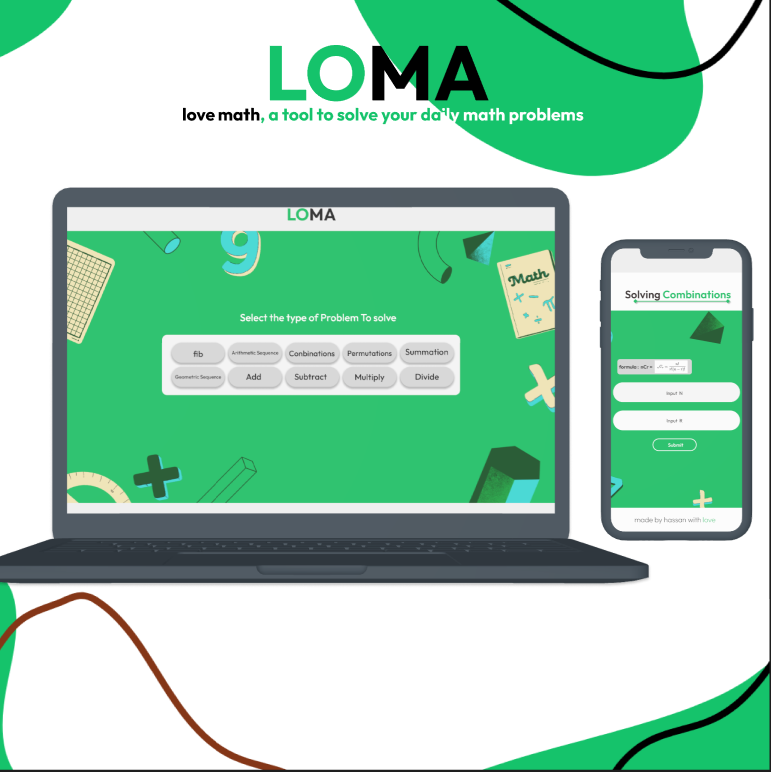 LOMA
love math, a tool to solve your daily math problems
LOMA
Math
Select the type of Problem To solve
fib
Arithmetic Sequence
Conbinations
Permutations
Summation
Geometric Sequence
Add
Subtract
Multiply
Divide
Solving Combinations
formula : nCr =
Input N
Input R
Submit
made by hassan with love